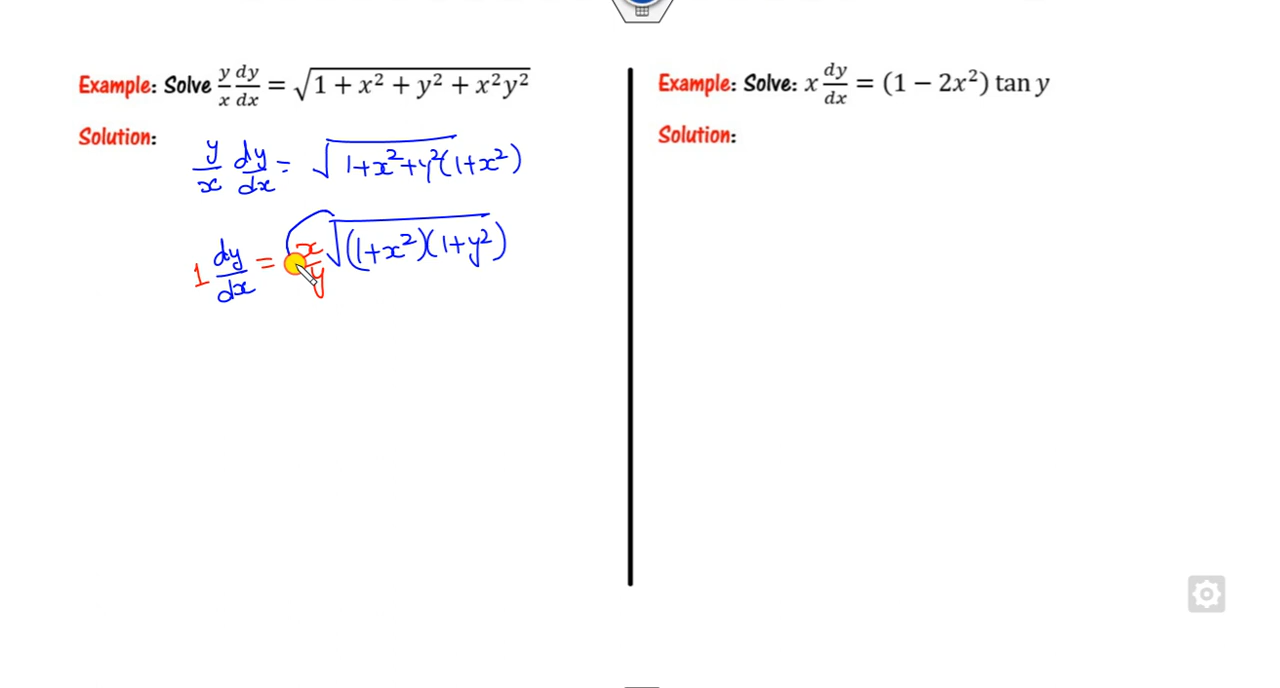 Example: Solve y/x dy/dx = √(1 + x² + y² + x²y²)
Solution:
y/x dy/dx = √(1+x²+y²(1+x²))
1 dy/dx = x/y √((1+x²)(1+y²))
Example: Solve: x dy/dx = (1 − 2x²) tan y
Solution: